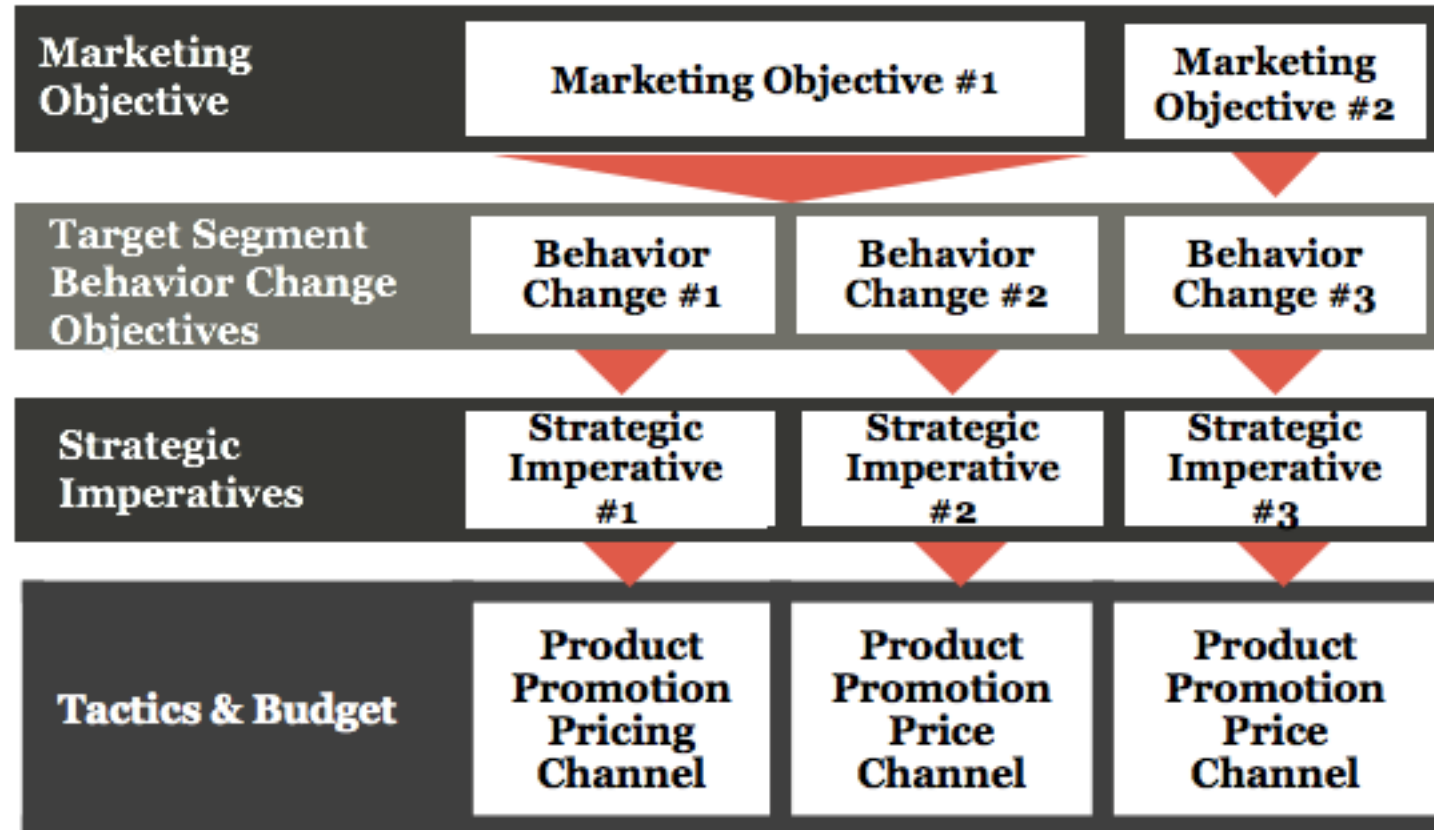 Marketing
Objective
Marketing Objective #1
Marketing
Objective #2
Target Segment
Behavior Change
Objectives
Behavior
Change #1
Behavior
Change #2
Behavior
Change #3
Strategic
Imperatives
Strategic
Imperative
#1
Strategic
Imperative
#2
Strategic
Imperative
#3
Tactics & Budget
Product
Promotion
Pricing
Channel
Product
Promotion
Price
Channel
Product
Promotion
Price
Channel